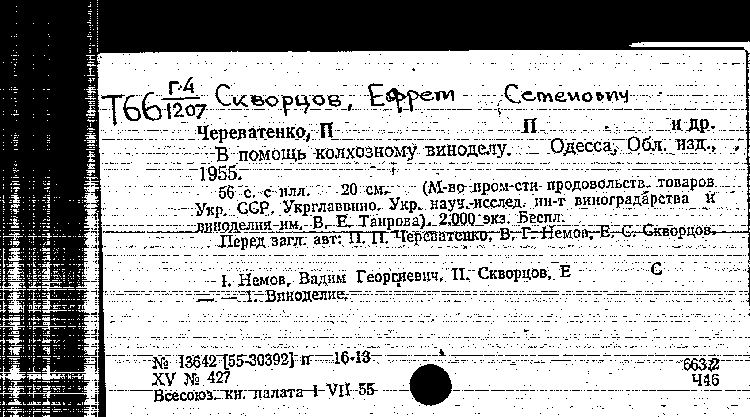 Т66 Г-4/1207 Скворцов, Ефрем Семенович
Череватенко, П П и др.
В помощь колхозному виноделу. Одесса, Обл. изд.,
1955.
56 с. с илл. 20 см. (М-во пром-сти продовольств. товаров
Укр. ССР. Укрглаввино. Укр. науч.-исслед. ин-т виноградарства и
виноделия им. В. Е. Таирова). 2.000 экз. Беспл.
Перед загл. авт: П. П. Череватенко, В. Г. Немов, Е. С. Скворцов.
I. Немов, Вадим Георгиевич. II. Скворцов, Е С
— — 1. Виноделие.
№ 13642 [55-30392] п 16-13 663.2
XV № 427 Ч46
Всесоюз. кн. палата 1 VII 55